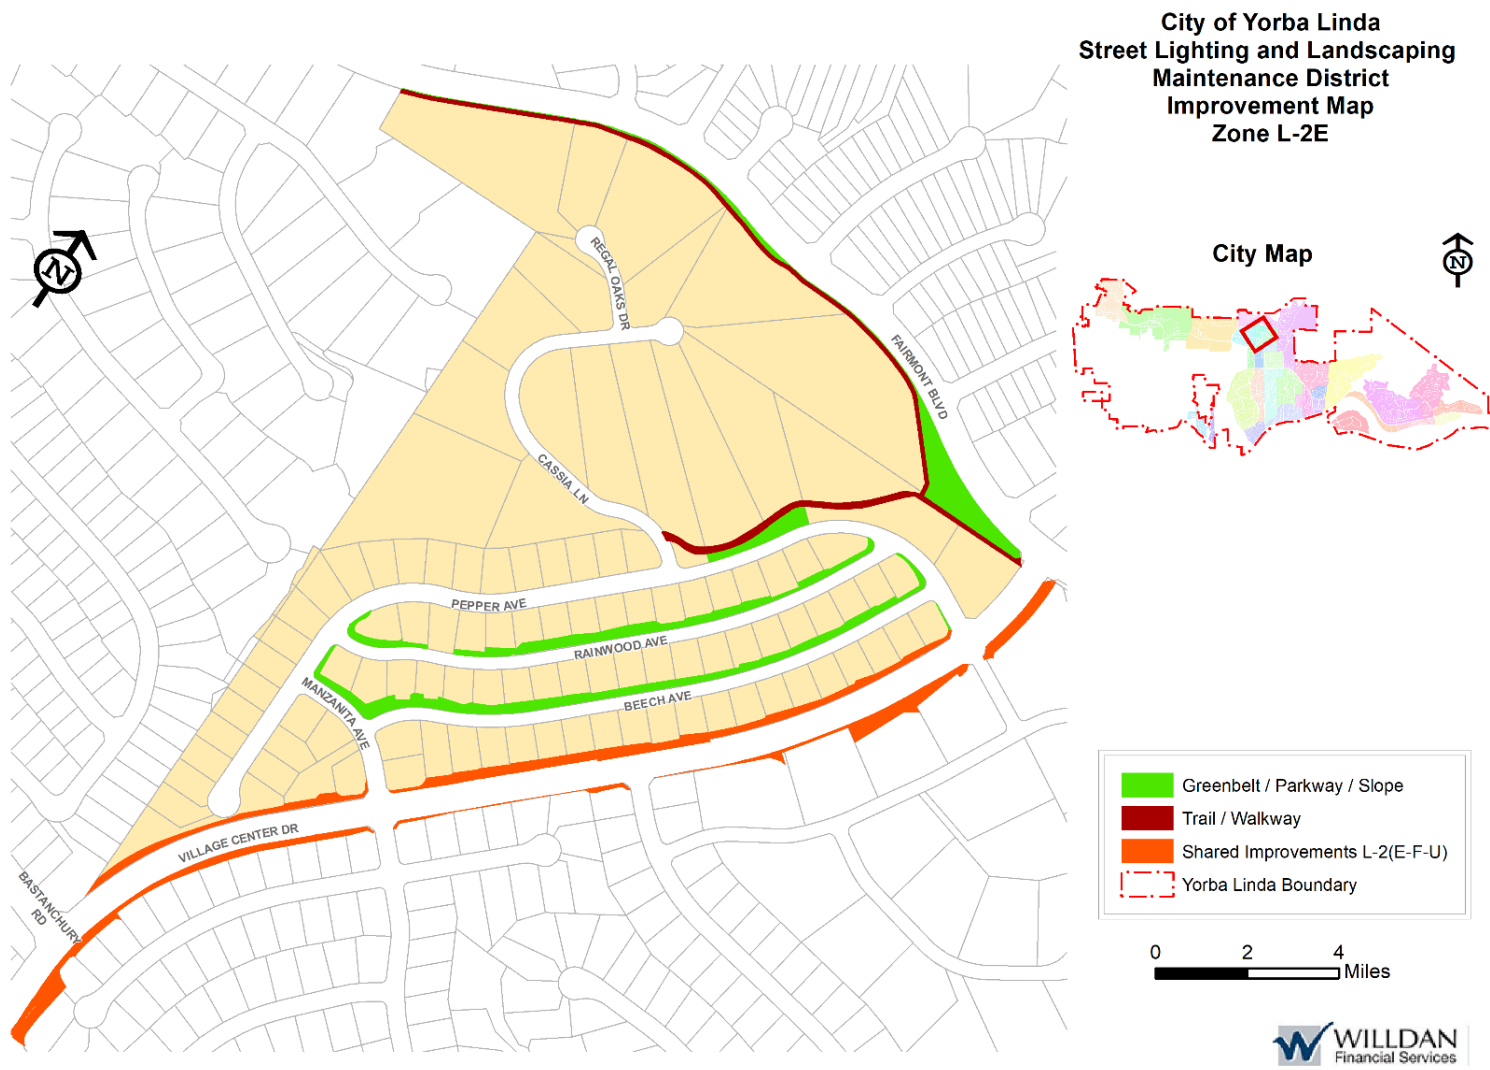 City of Yorba Linda
Street Lighting and Landscaping
Maintenance District
Improvement Map
Zone L-2E
City Map
N
N
REGAL OAKS DR
FAIRMONT BLVD
CASSIA LN
PEPPER AVE
RAINWOOD AVE
MANZANITA AVE
BEECH AVE
VILLAGE CENTER DR
BASTANCHURY
RD
Greenbelt / Parkway / Slope
Trail / Walkway
Shared Improvements L-2(E-F-U)
Yorba Linda Boundary
0 2 4
Miles
WILLDAN
Financial Services